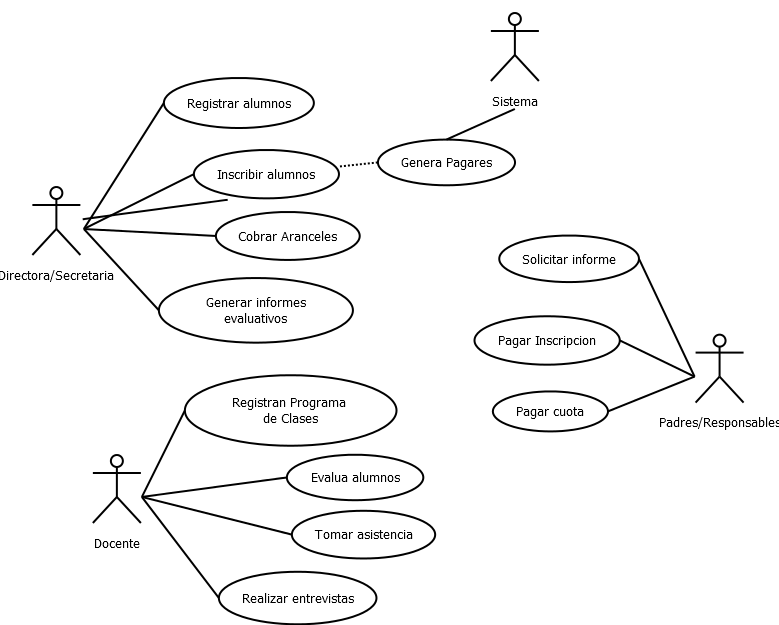 Sistema
Registrar alumnos
Inscribir alumnos
Genera Pagares
Directora/Secretaria
Cobrar Aranceles
Generar informes
evaluativos
Solicitar informe
Pagar Inscripcion
Pagar cuota
Padres/Responsables
Registran Programa
de Clases
Evalua alumnos
Tomar asistencia
Docente
Realizar entrevistas